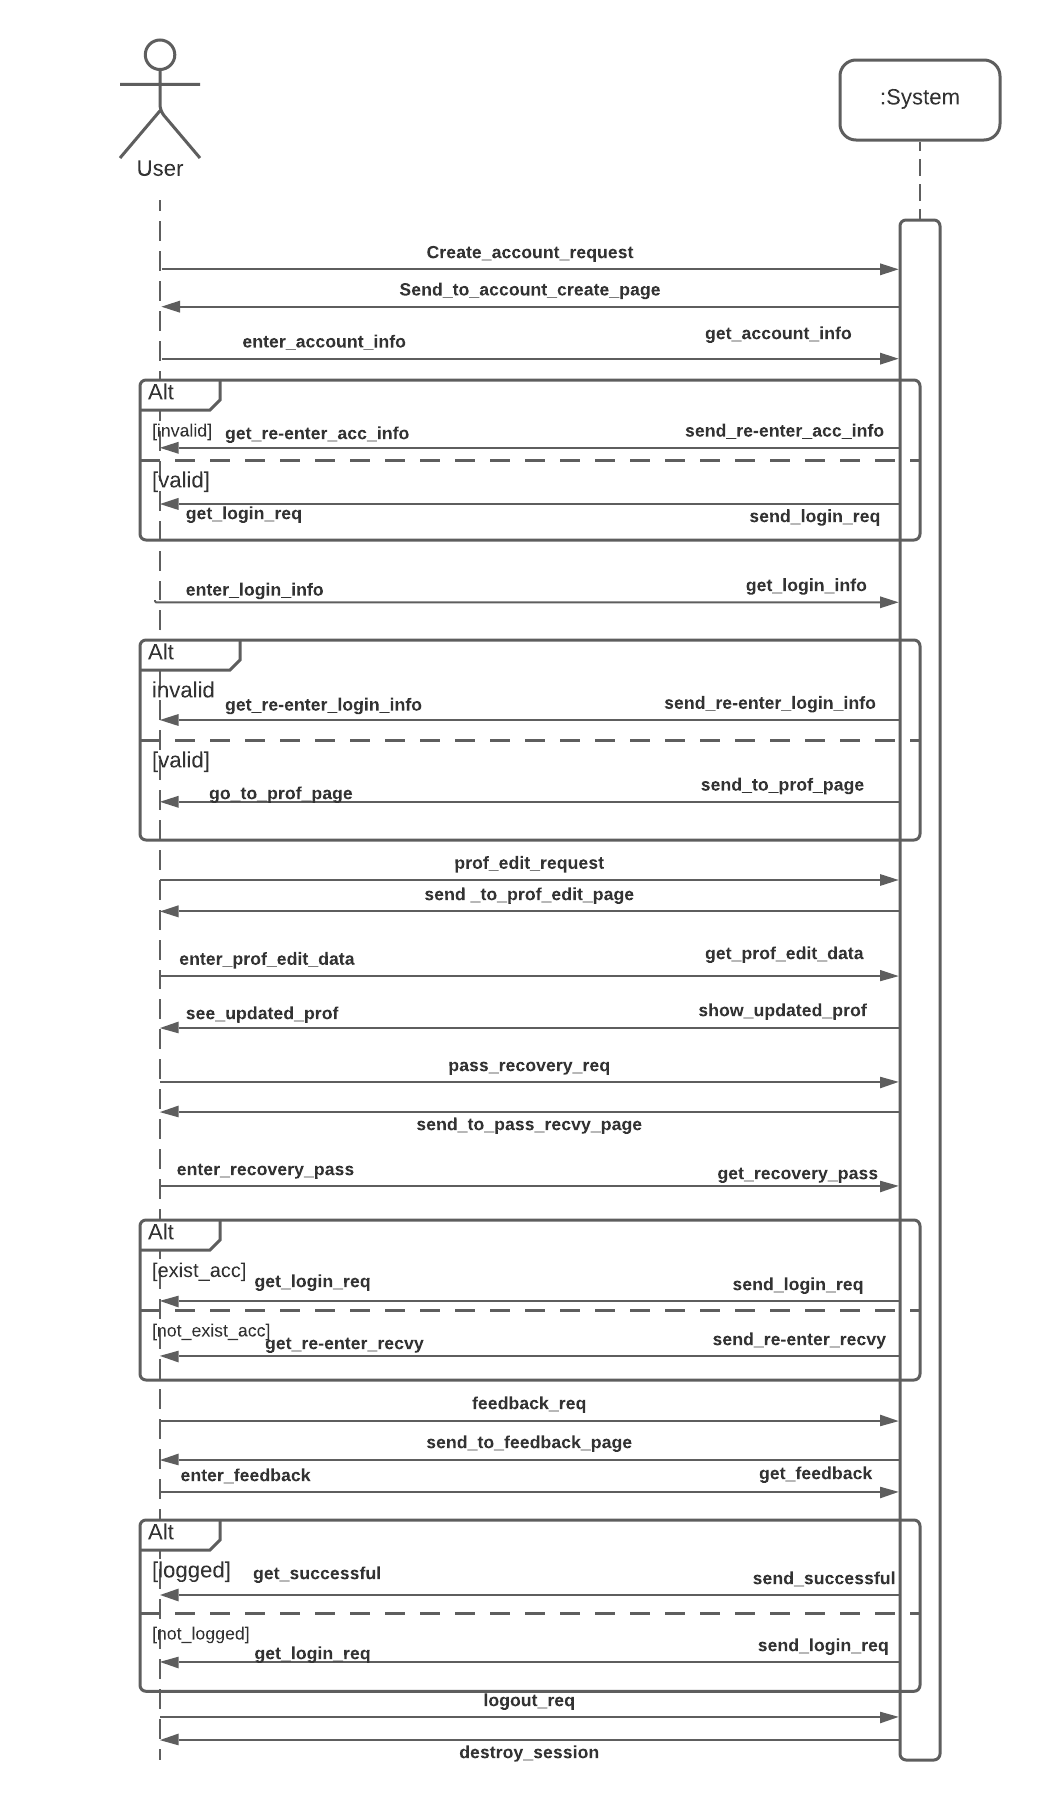 :System
User
Create_account_request
Send_to_account_create_page
enter_account_info
get_account_info
Alt
[invalid]
get_re-enter_acc_info
send_re-enter_acc_info
[valid]
get_login_req
send_login_req
enter_login_info
get_login_info
Alt
invalid
get_re-enter_login_info
send_re-enter_login_info
[valid]
go_to_prof_page
send_to_prof_page
prof_edit_request
send _to_prof_edit_page
enter_prof_edit_data
get_prof_edit_data
see_updated_prof
show_updated_prof
pass_recovery_req
send_to_pass_recvy_page
enter_recovery_pass
get_recovery_pass
Alt
[exist_acc]
get_login_req
send_login_req
[not_exist_acc]
get_re-enter_recvy
send_re-enter_recvy
feedback_req
send_to_feedback_page
enter_feedback
get_feedback
Alt
[logged]
get_successful
send_successful
[not_logged]
get_login_req
send_login_req
logout_req
destroy_session